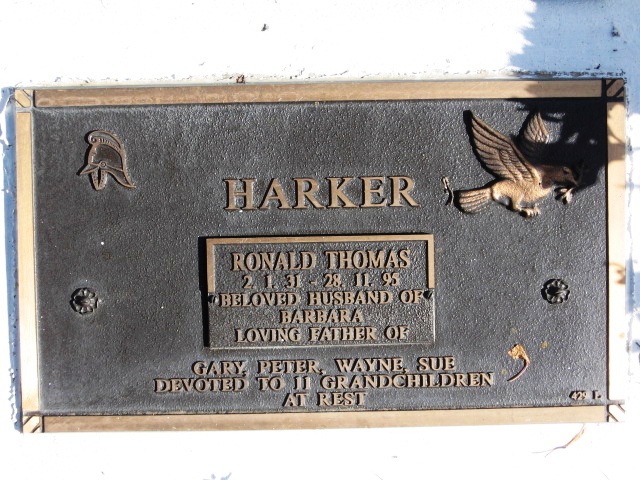 HARKER
RONALD THOMAS
2.1.31 - 28.11.95
BELOVED HUSBAND OF
BARBARA
LOVING FATHER OF
GARY, PETER, WAYNE, SUE
DEVOTED TO 11 GRANDCHILDREN
AT REST